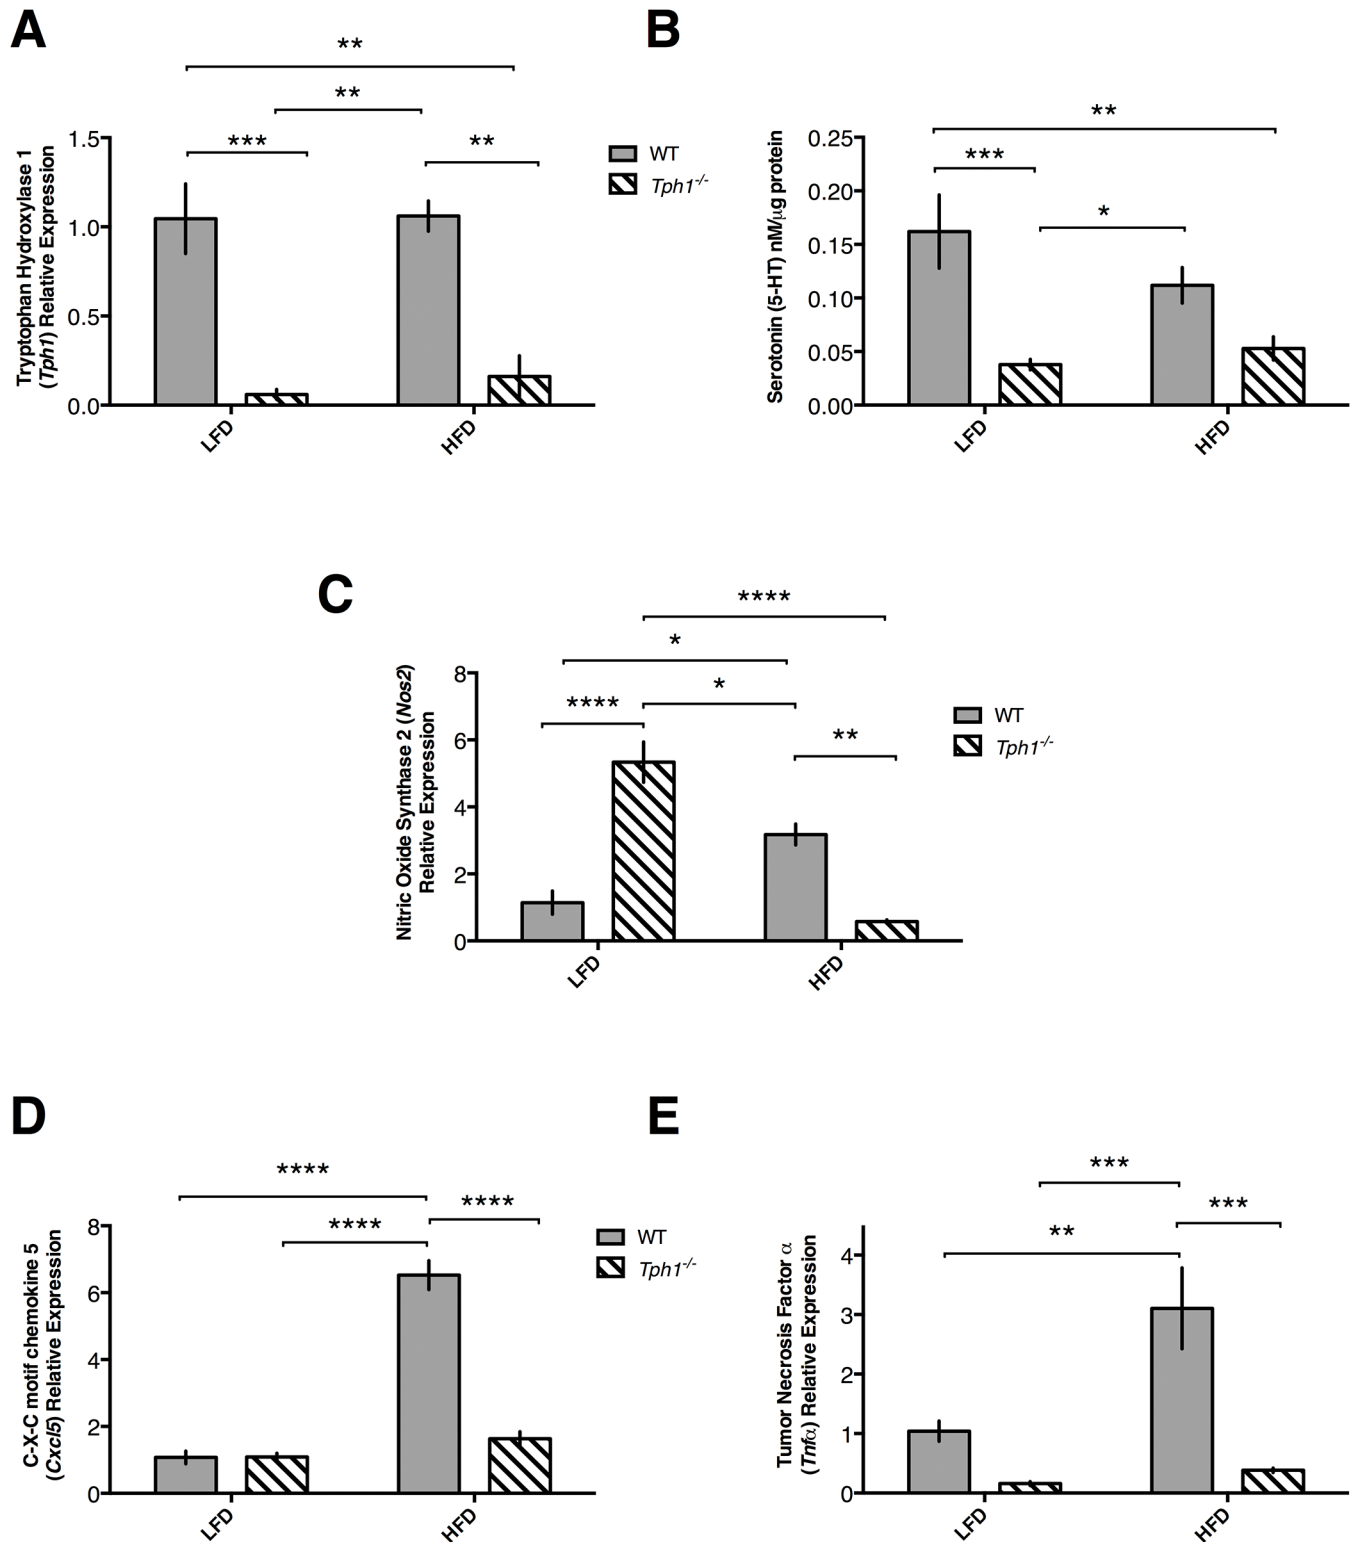 A
**
**
***
**
Tryptophan Hydroxylase 1
(Tph1) Relative Expression
1.5
1.0
0.5
0.0
LFD
HFD
WT
Tph1-/-
B
**
***
*
Serotonin (5-HT) nM/µg protein
0.25
0.20
0.15
0.10
0.05
0.00
LFD
HFD
C
****
*
*
****
**
Nitric Oxide Synthase 2 (Nos2)
Relative Expression
8
6
4
2
0
LFD
HFD
WT
Tph1-/-
D
****
****
****
C-X-C motif chemokine 5
(Cxcl5) Relative Expression
8
6
4
2
0
LFD
HFD
WT
Tph1-/-
E
***
***
**
Tumor Necrosis Factor α
(Tnfα) Relative Expression
4
3
2
1
0
LFD
HFD